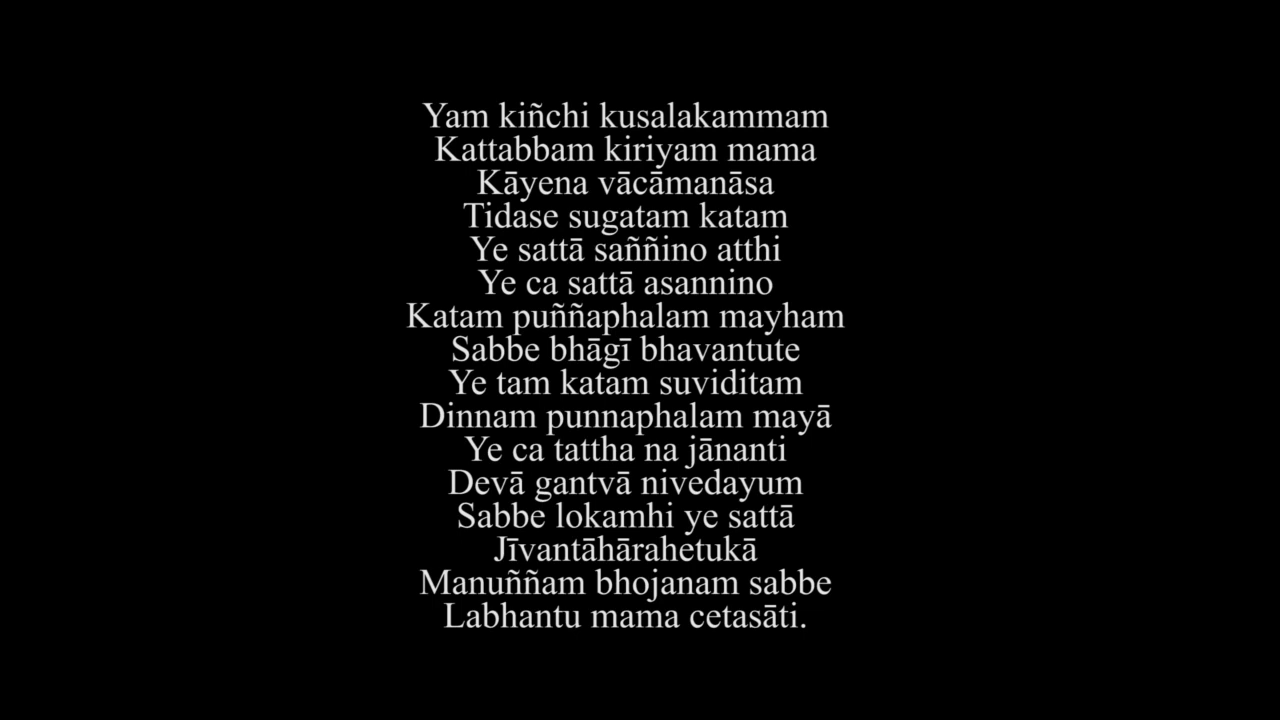 Yam kiñchi kusalakammam
Kattabbam kiriyam mama
Kāyena vācāmanāsa
Tidase sugatam katam
Ye sattā saññino atthi
Ye ca sattā asannino
Katam puññaphalam mayham
Sabbe bhāgī bhavantute
Ye tam katam suviditam
Dinnam punnaphalam mayā
Ye ca tattha na jānanti
Devā gantvā nivedayum
Sabbe lokamhi ye sattā
Jīvantāhārahetukā
Manuññam bhojanam sabbe
Labhantu mama cetasāti.